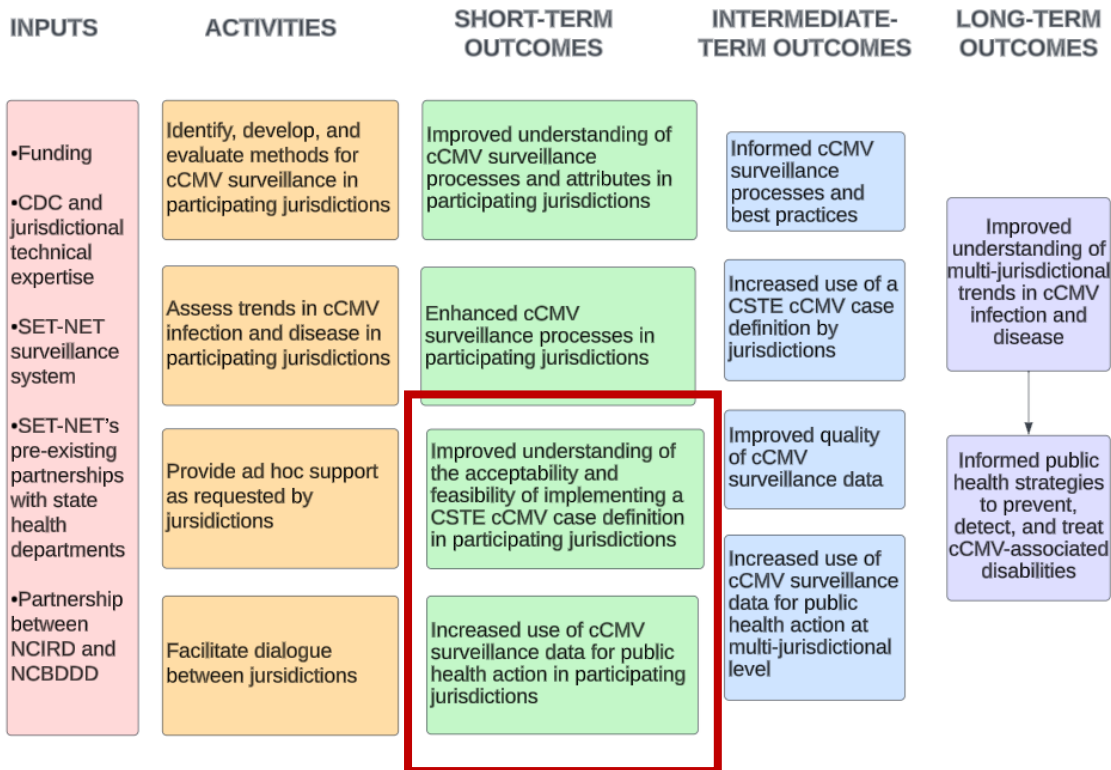 INPUTS
ACTIVITIES
SHORT-TERM
OUTCOMES
INTERMEDIATE-
TERM OUTCOMES
LONG-TERM
OUTCOMES
•Funding
•CDC and
jurisdictional
technical
expertise
•SET-NET
surveillance
system
•SET-NET's
pre-existing
partnerships
with state
health
departments
•Partnership
between
NCIRD and
NCBDDD
Identify, develop, and
evaluate methods for
cCMV surveillance in
participating jurisdictions
Assess trends in cCMV
infection and disease in
participating jurisdictions
Provide ad hoc support
as requested by
jursidictions
Facilitate dialogue
between jursidictions
Improved understanding of
cCMV surveillance
processes and attributes in
participating jurisdictions
Enhanced cCMV
surveillance processes in
participating jurisdictions
Improved understanding of
the acceptability and
feasibility of implementing a
CSTE cCMV case definition
in participating jurisdictions
Increased use of cCMV
surveillance data for public
health action in participating
jurisdictions
Informed cCMV
surveillance
processes and
best practices
Increased use of a
CSTE cCMV case
definition by
jurisdictions
Improved quality
of cCMV
surveillance data
Increased use of
cCMV surveillance
data for public
health action at
multi-jurisdictional
level
Improved
understanding of
multi-jurisdictional
trends in cCMV
infection and
disease
Informed public
health strategies
to prevent,
detect, and treat
cCMV-associated
disabilities